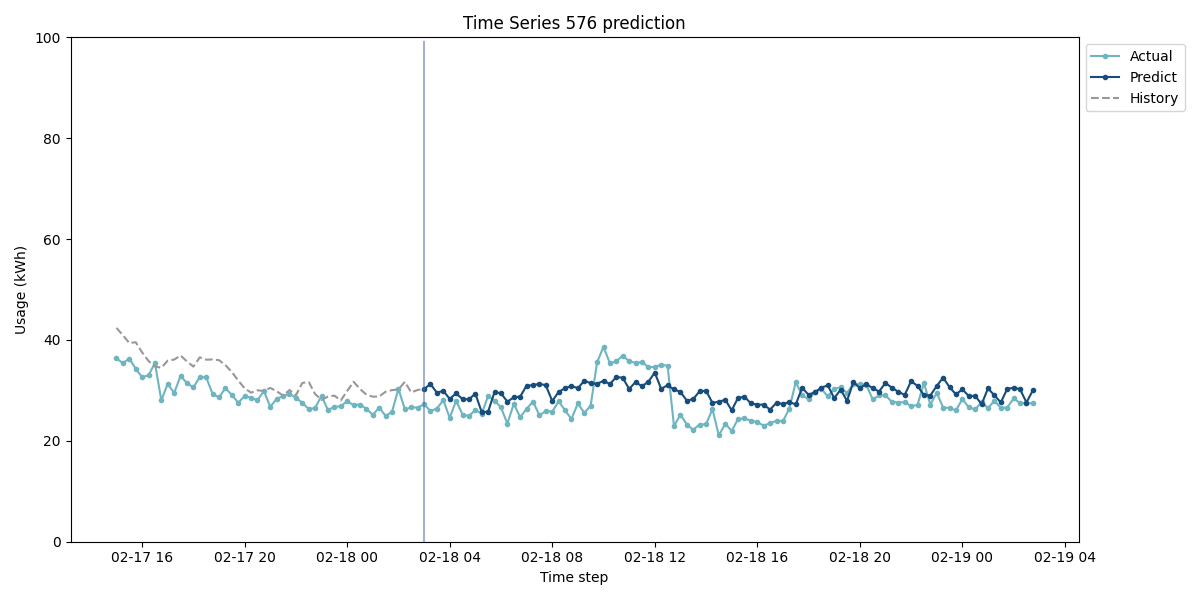 Time Series 576 prediction
Usage (kWh)
100
80
60
40
20
0
02-17 16
02-17 20
02-18 00
02-18 04
02-18 08
02-18 12
02-18 16
02-18 20
02-19 00
02-19 04
Time step
Actual
Predict
History